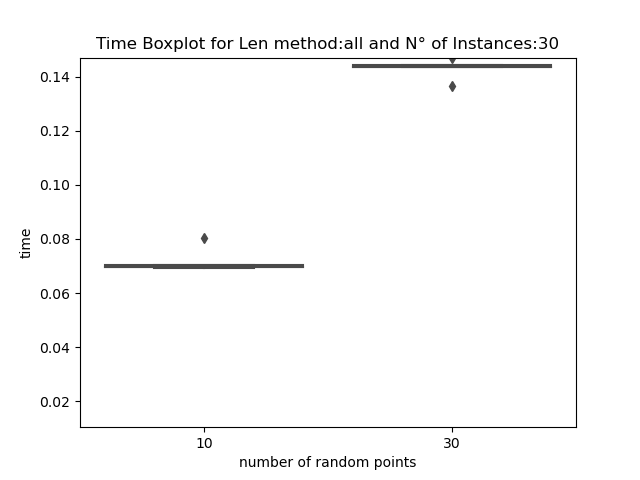 Time Boxplot for Len method:all and N° of Instances:30
0.14
0.12
0.10
0.08
0.06
0.04
0.02
time
10 30
number of random points